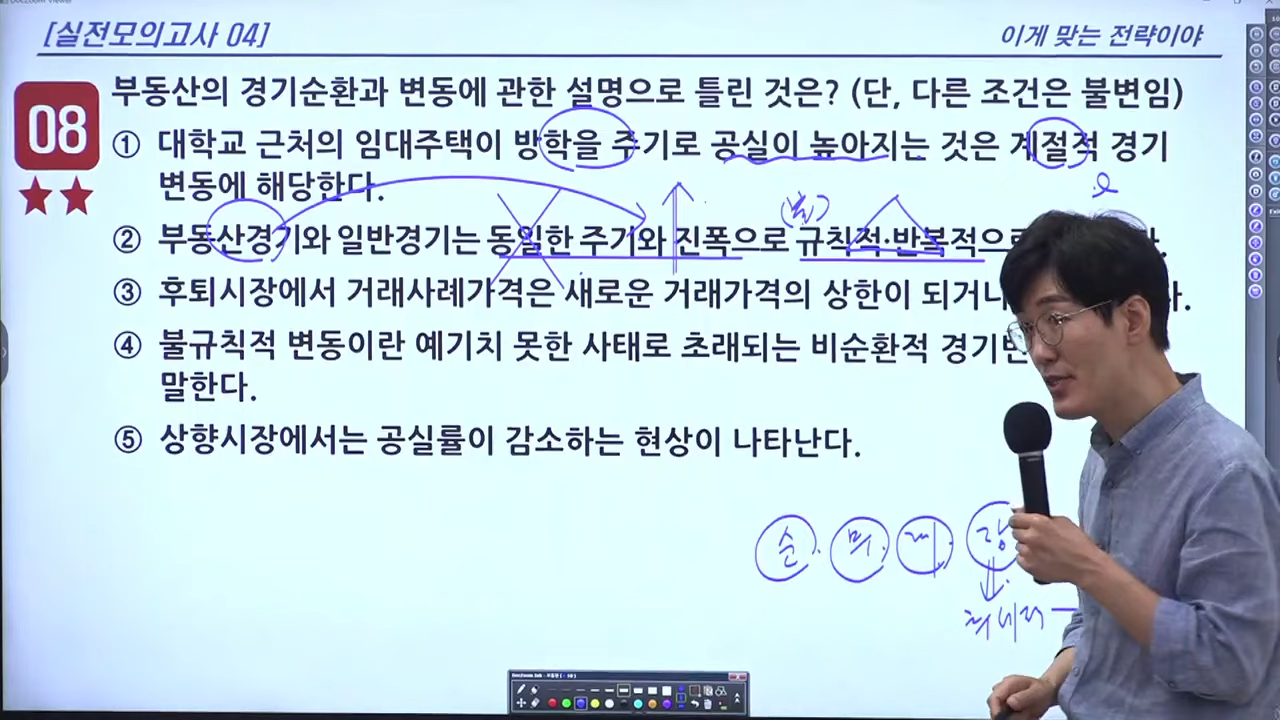 [실전모의고사 04]
이게 맞는 전략이야
08
부동산의 경기순환과 변동에 관한 설명으로 틀린 것은? (단, 다른 조건은 불변임)
① 대학교 근처의 임대주택이 방학을 주기로 공실이 높아지는 것은 계절적 경기
변동에 해당한다.
② 부동산경기와 일반경기는 동일한 주기와 진폭으로 규칙적·반복적으로
(불)
③ 후퇴시장에서 거래사례가격은 새로운 거래가격의 상한이 되거나
④ 불규칙적 변동이란 예기치 못한 사태로 초래되는 비순환적 경기변
말한다.
⑤ 상향시장에서는 공실률이 감소하는 현상이 나타난다.
순.